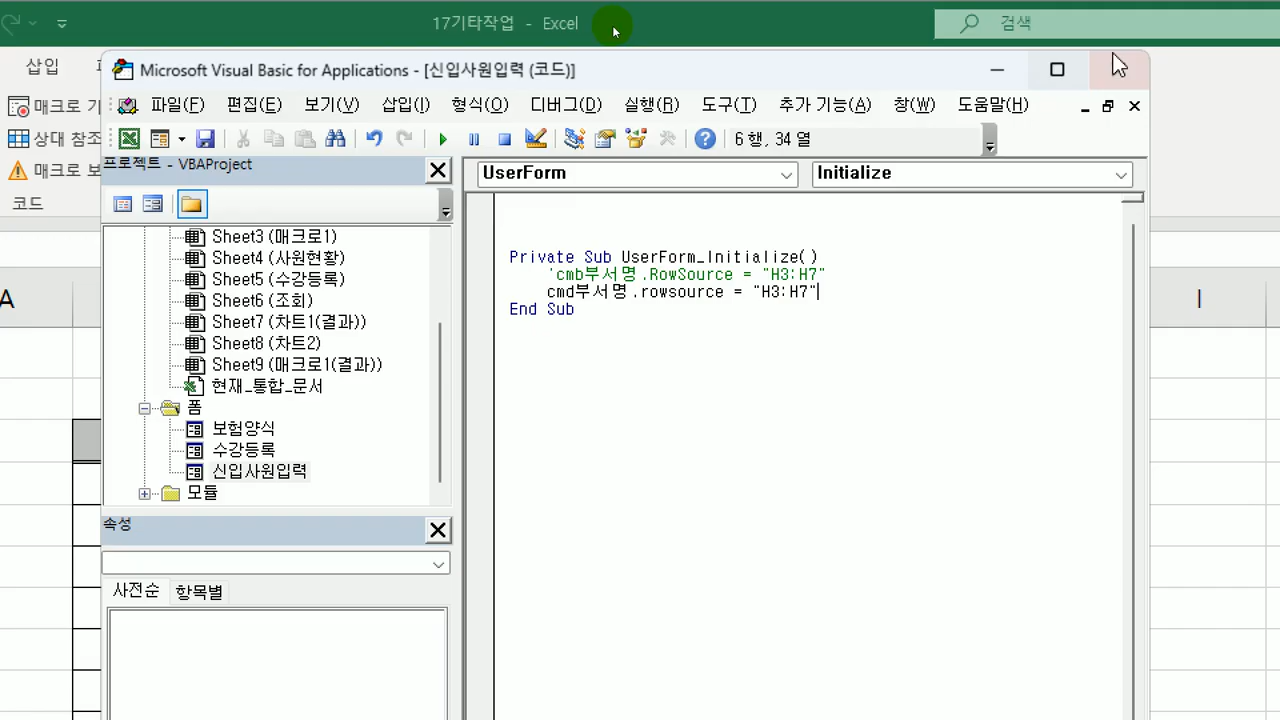 17기타작업 - Excel
검색
삽입
Microsoft Visual Basic for Applications - [신입사원입력 (코드)]
파일(F) 편집(E) 보기(V) 삽입(I) 형식(O) 디버그(D) 실행(R) 도구(T) 추가 기능(A) 창(W) 도움말(H)
매크로 기
상대 참조
매크로 보
코드
6 행, 34 열
프로젝트 - VBAProject
UserForm
Initialize
Sheet3 (매크로1)
Sheet4 (사원현황)
Sheet5 (수강등록)
Sheet6 (조회)
Sheet7 (차트1(결과))
Sheet8 (차트2)
Sheet9 (매크로1(결과))
현재_통합_문서
폼
보험양식
수강등록
신입사원입력
모듈
Private Sub UserForm_Initialize()
'cmb부서명.RowSource = "H3:H7"
cmd부서명.rowsource = "H3:H7"
End Sub
속성
사전순 항목별
A
I